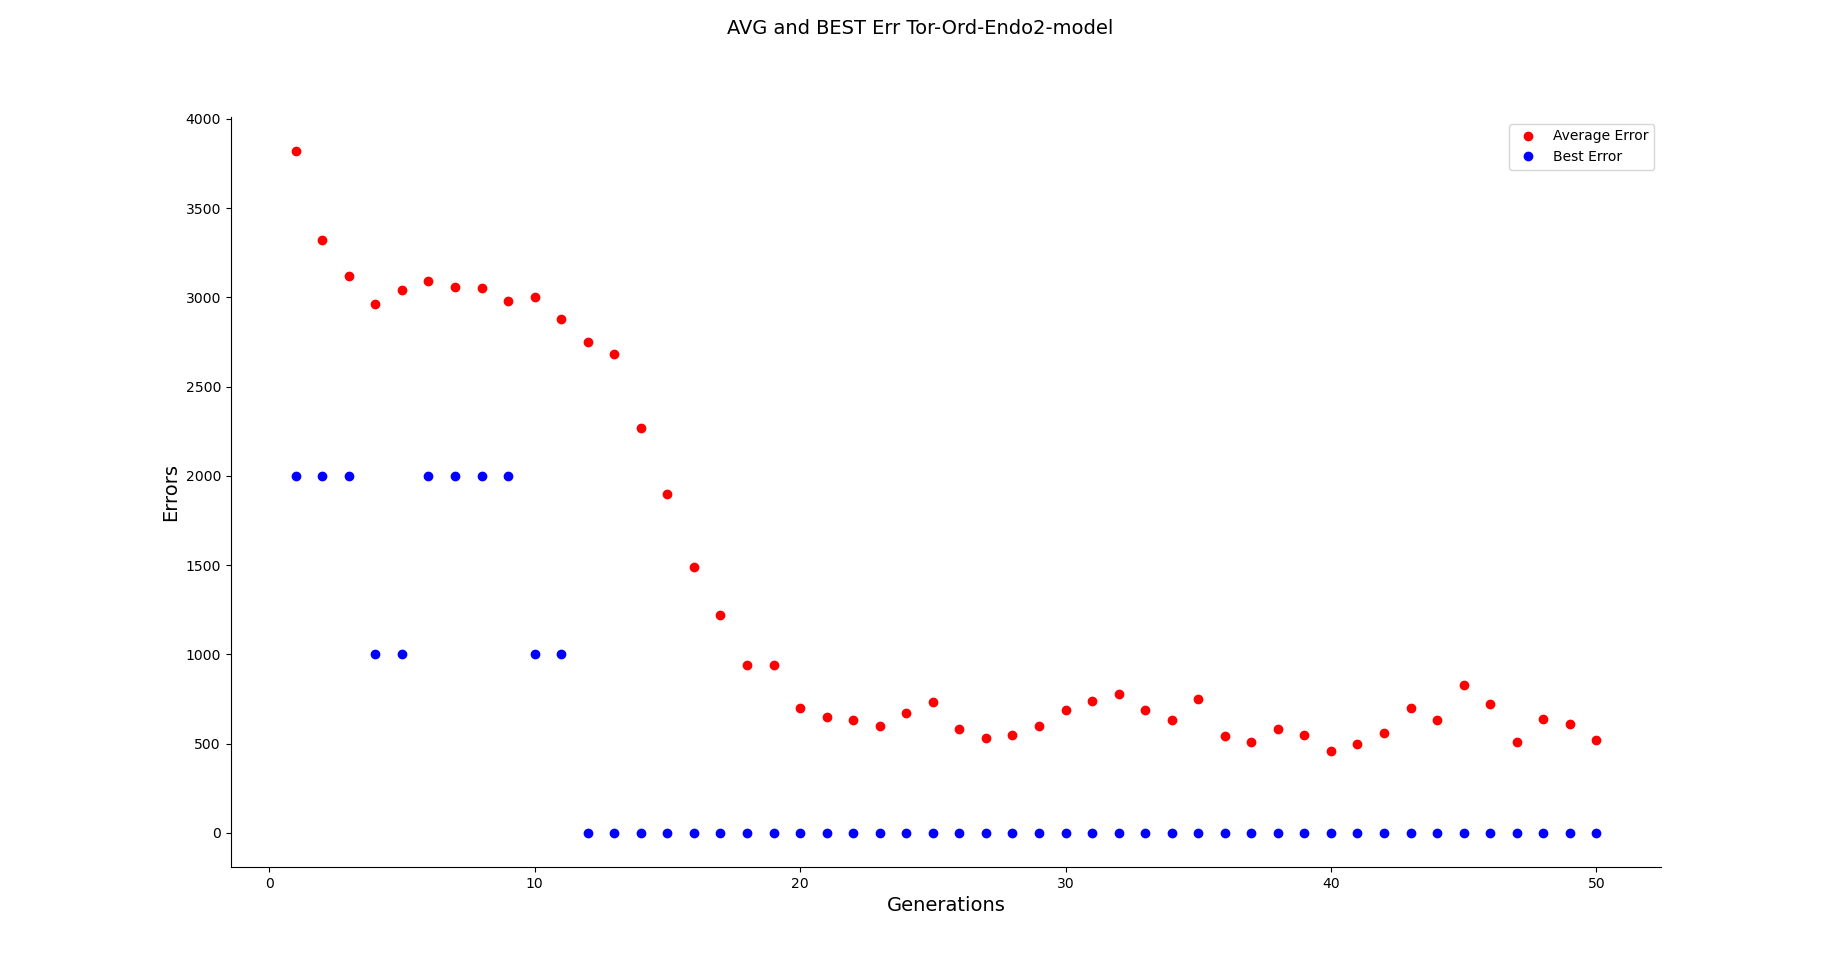 AVG and BEST Err Tor-Ord-Endo2-model
4000
3500
3000
2500
2000
1500
1000
500
0
Errors
Average Error
Best Error
0 10 20 30 40 50
Generations